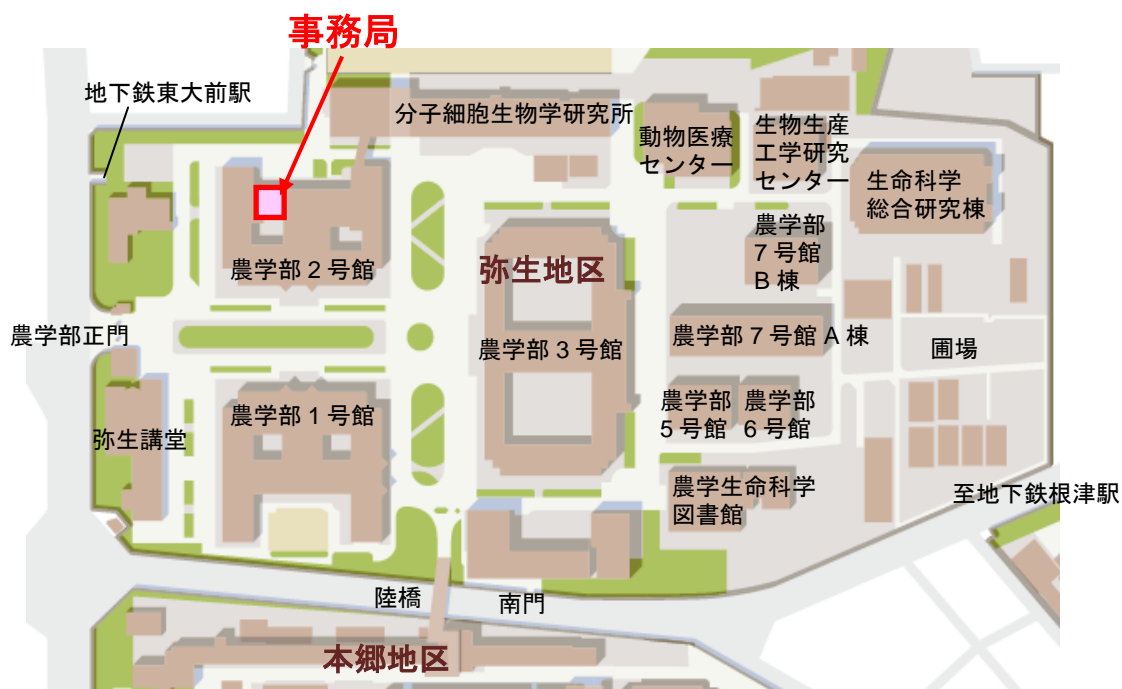 事務局
地下鉄東大前駅
分子細胞生物学研究所
動物医療
センター
生物生産
工学研究
センター
生命科学
総合研究棟
農学部２号館
弥生地区
農学部
７号館
B 棟
農学部正門
農学部３号館
農学部７号館 A 棟
圃場
農学部１号館
弥生講堂
農学部
５号館
農学部
６号館
農学生命科学
図書館
至地下鉄根津駅
陸橋
南門
本郷地区